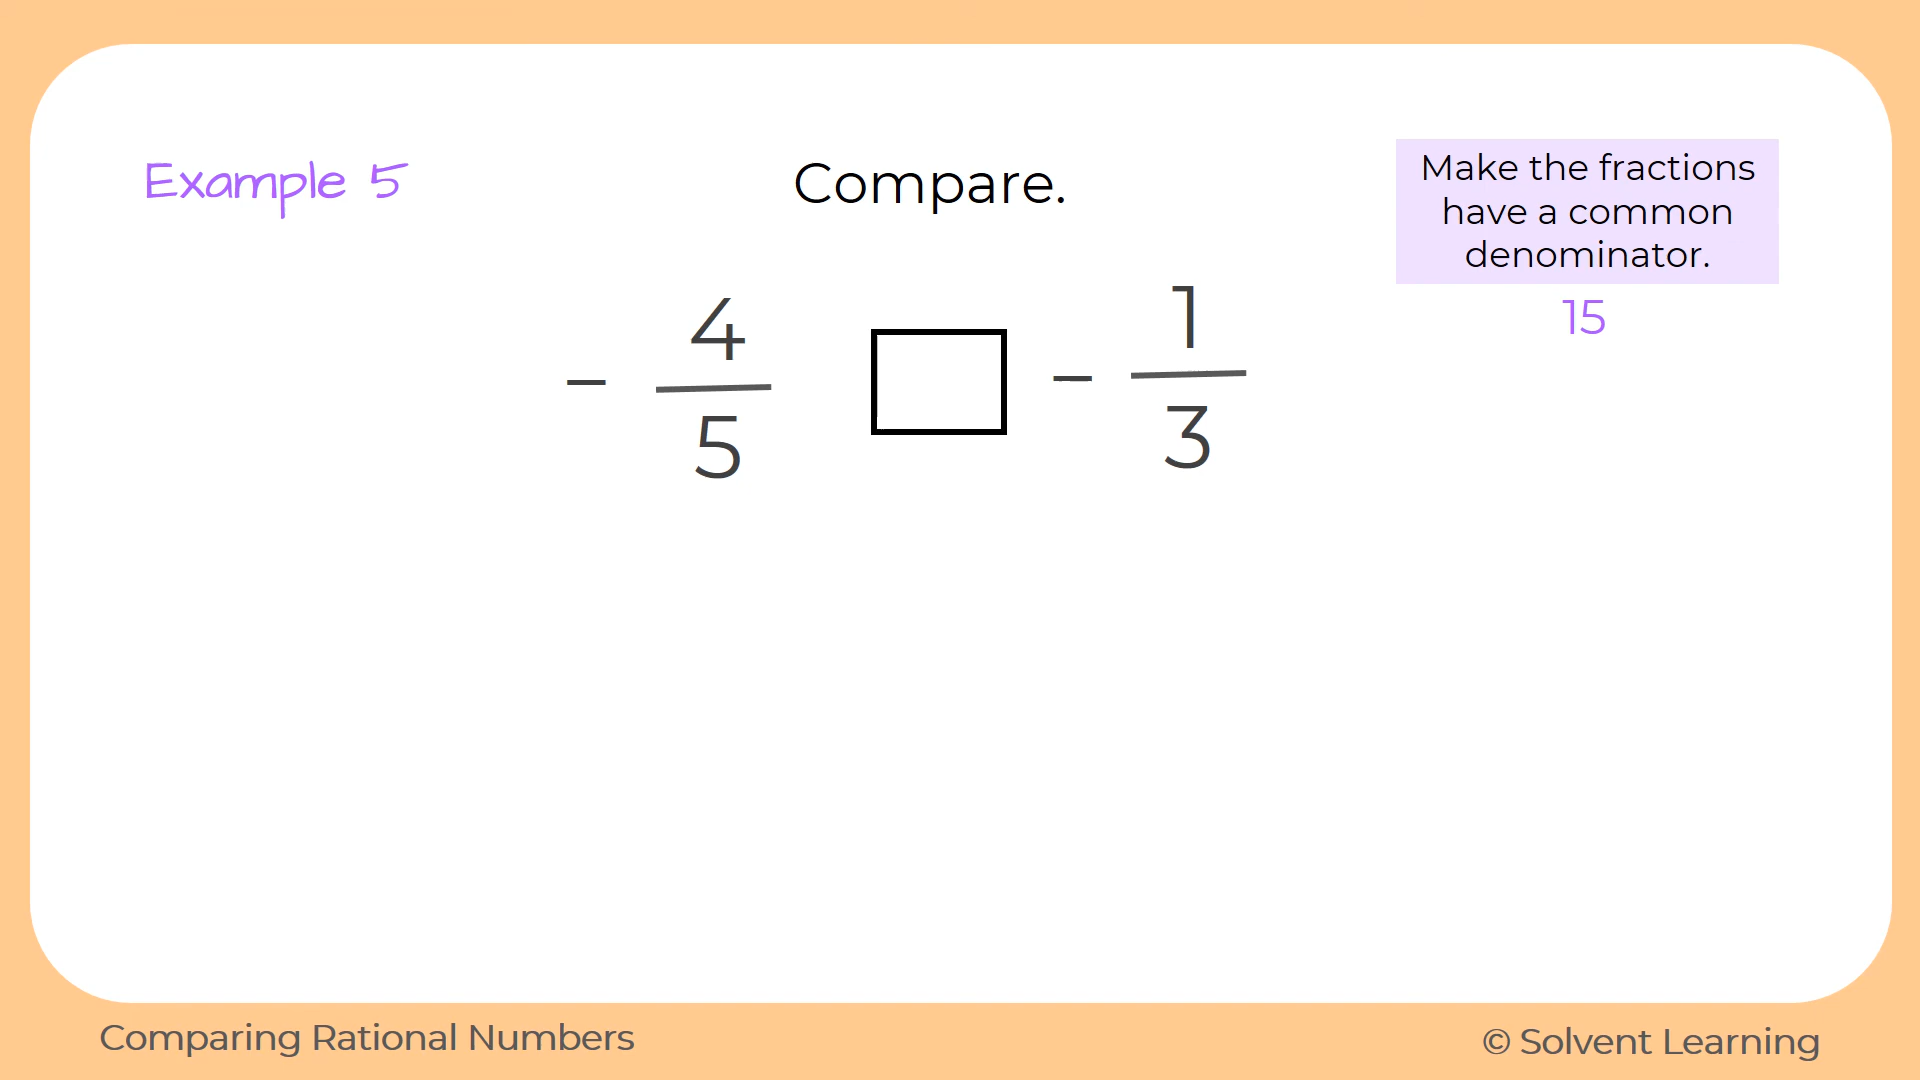 Example 5
Compare.
Make the fractions
have a common
denominator.
15
- 4/5 - 1/3
Comparing Rational Numbers
© Solvent Learning